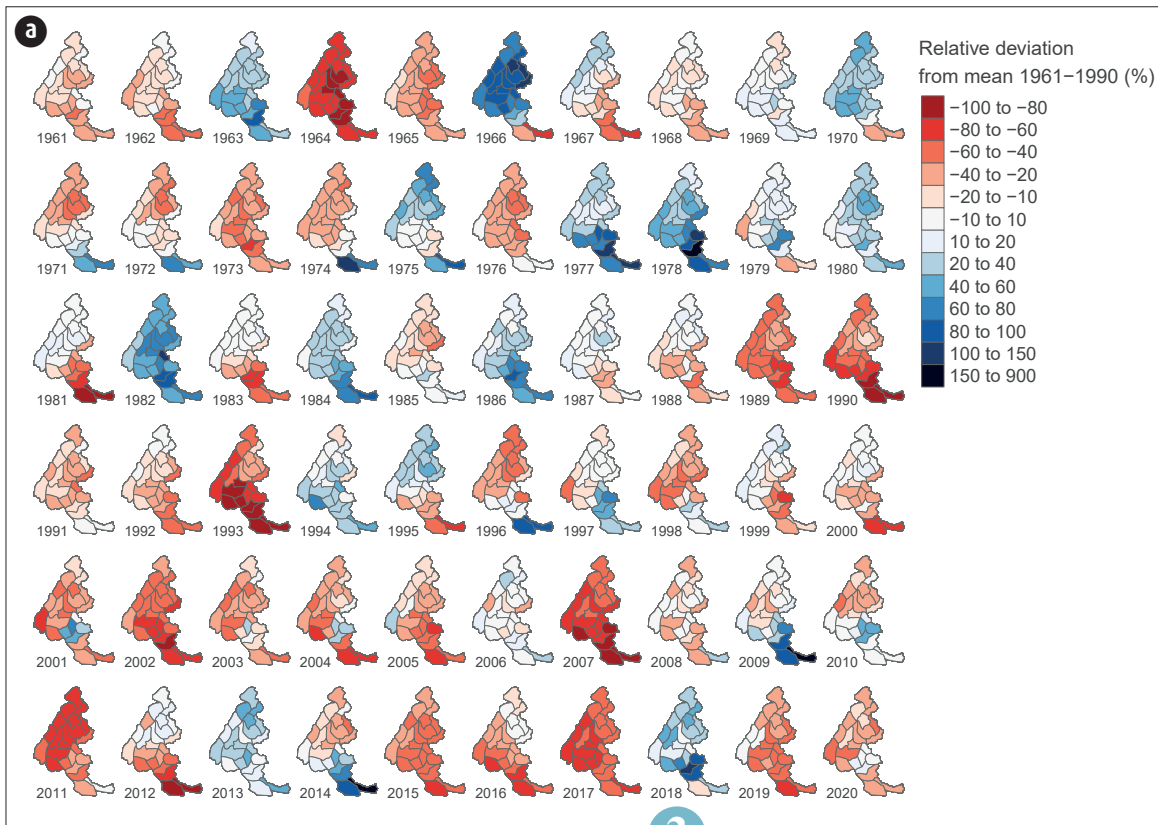 a
Relative deviation
from mean 1961–1990 (%)
−100 to −80
−80 to −60
−60 to −40
−40 to −20
−20 to −10
−10 to 10
10 to 20
20 to 40
40 to 60
60 to 80
80 to 100
100 to 150
150 to 900
1961 1962 1963 1964 1965 1966 1967 1968 1969 1970
1971 1972 1973 1974 1975 1976 1977 1978 1979 1980
1981 1982 1983 1984 1985 1986 1987 1988 1989 1990
1991 1992 1993 1994 1995 1996 1997 1998 1999 2000
2001 2002 2003 2004 2005 2006 2007 2008 2009 2010
2011 2012 2013 2014 2015 2016 2017 2018 2019 2020